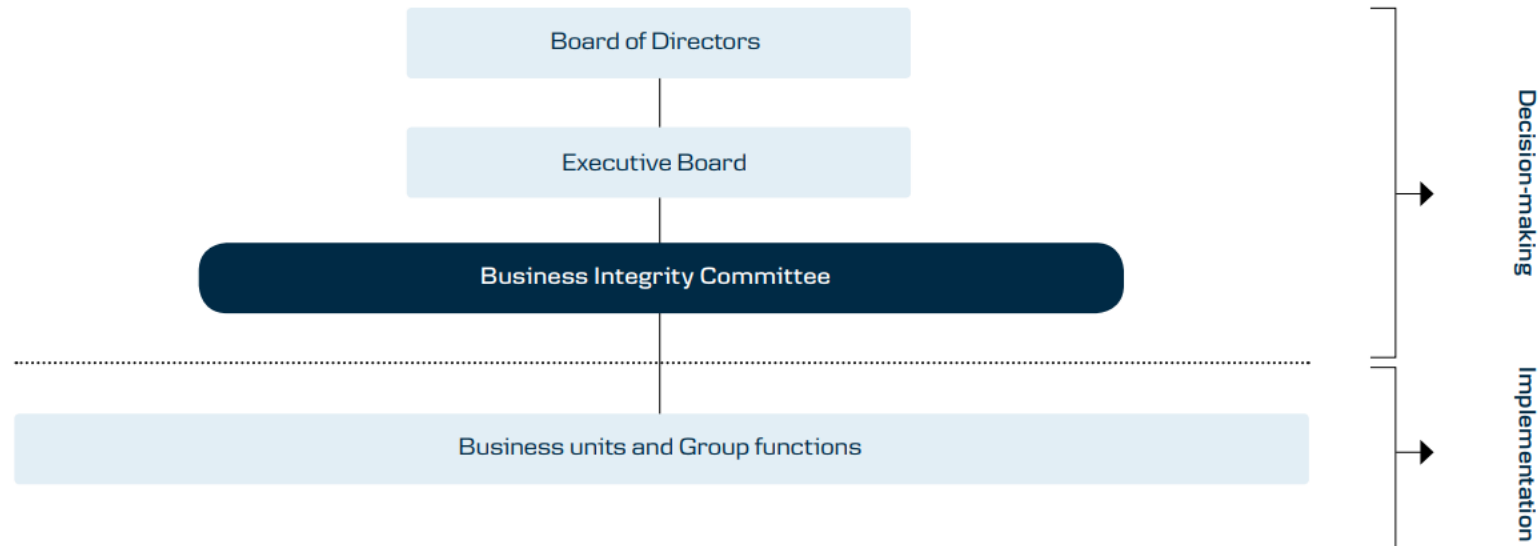 Board of Directors
Executive Board
Business Integrity Committee
Decision-making
Business units and Group functions
Implementation